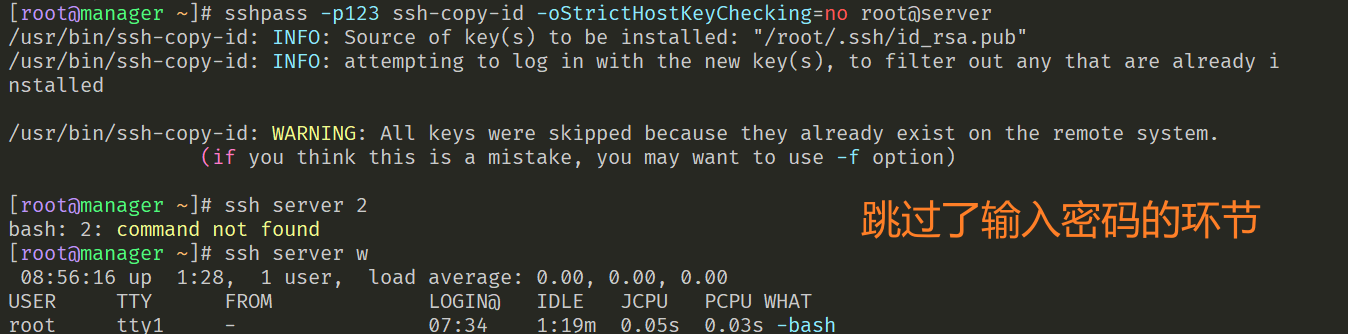 [root@manager ~]# sshpass -p123 ssh-copy-id -oStrictHostKeyChecking=no root@server
/usr/bin/ssh-copy-id: INFO: Source of key(s) to be installed: "/root/.ssh/id_rsa.pub"
/usr/bin/ssh-copy-id: INFO: attempting to log in with the new key(s), to filter out any that are already i
nstalled
/usr/bin/ssh-copy-id: WARNING: All keys were skipped because they already exist on the remote system.
(if you think this is a mistake, you may want to use -f option)
[root@manager ~]# ssh server 2
跳过了输入密码的环节
bash: 2: command not found
[root@manager ~]# ssh server w
08:56:16 up  1:28,  1 user,  load average: 0.00, 0.00, 0.00
USER     TTY      FROM             LOGIN@   IDLE   JCPU   PCPU WHAT
root     tty1     -                07:34    1:19m  0.05s  0.03s -bash